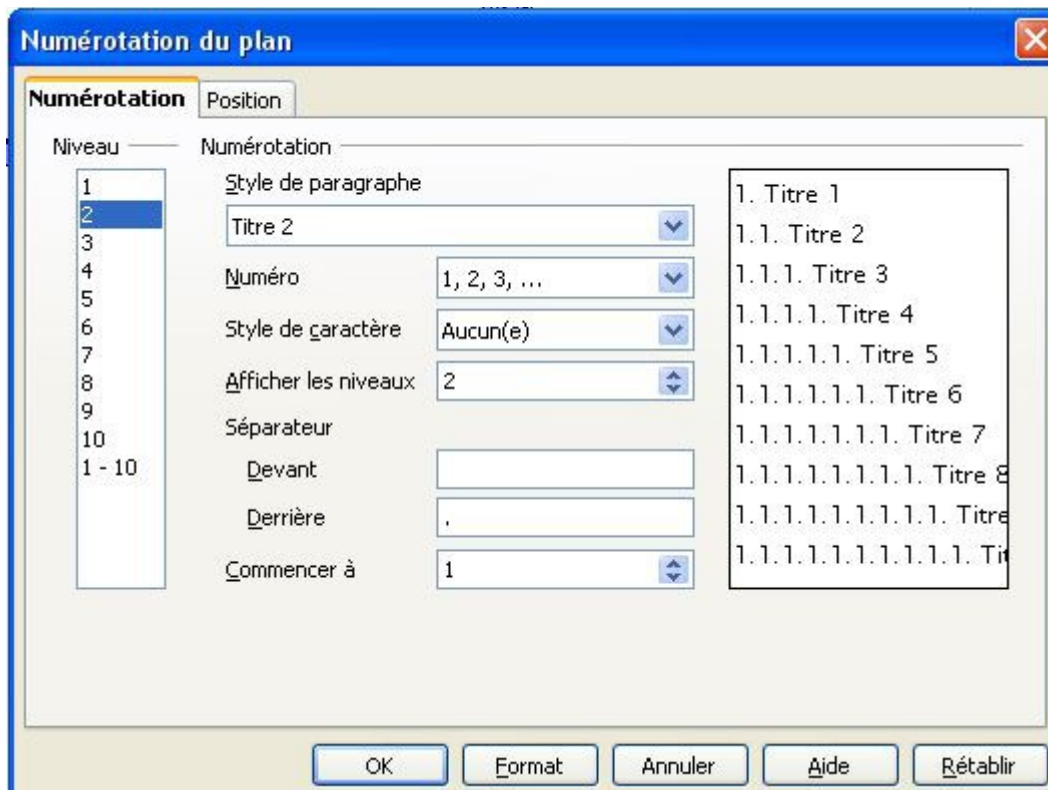 Numérotation du plan
Numérotation Position
Niveau Numérotation
1
2
3
4
5
6
7
8
9
10
1 - 10
Style de paragraphe
Titre 2
Numéro 1, 2, 3, ...
Style de caractère Aucun(e)
Afficher les niveaux 2
Séparateur
Devant
Derrière .
Commencer à 1
1. Titre 1
1.1. Titre 2
1.1.1. Titre 3
1.1.1.1. Titre 4
1.1.1.1.1. Titre 5
1.1.1.1.1.1. Titre 6
1.1.1.1.1.1.1. Titre 7
1.1.1.1.1.1.1.1. Titre 8
1.1.1.1.1.1.1.1.1. Titre
1.1.1.1.1.1.1.1.1.1. Tit
OK Format Annuler Aide Rétablir